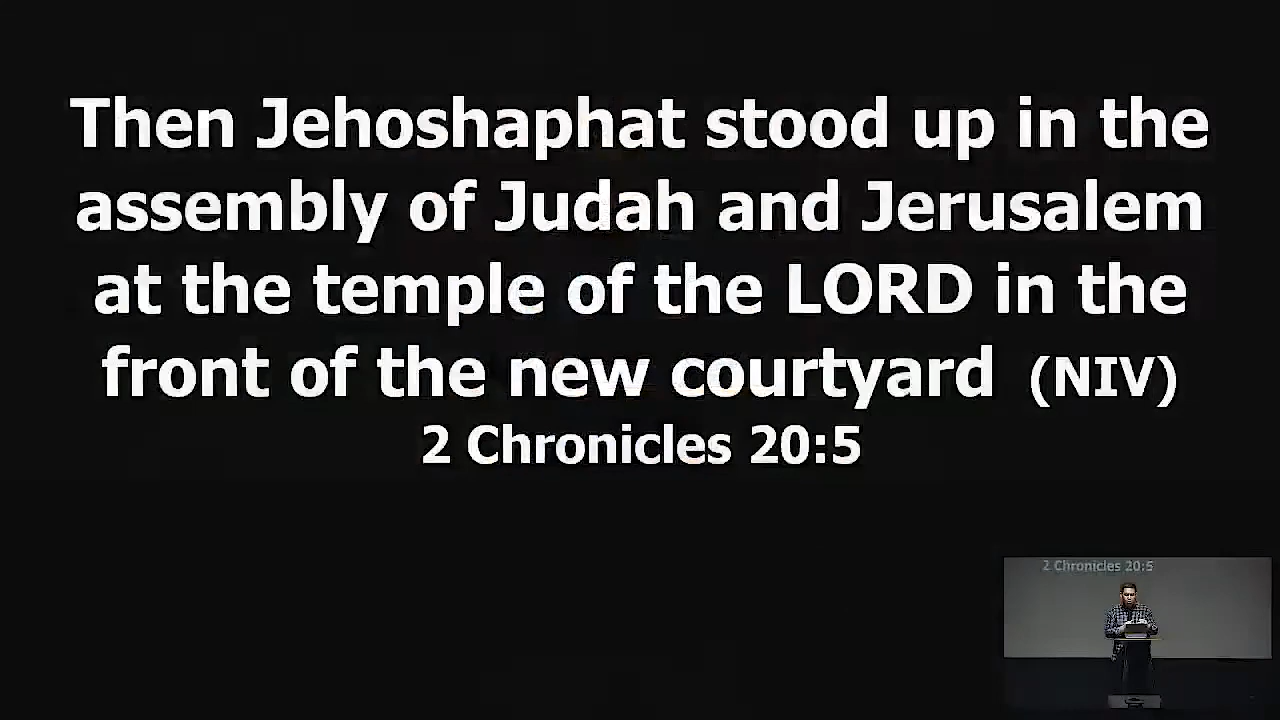 Then Jehoshaphat stood up in the
assembly of Judah and Jerusalem
at the temple of the LORD in the
front of the new courtyard (NIV)
2 Chronicles 20:5
2 Chronicles 20:5